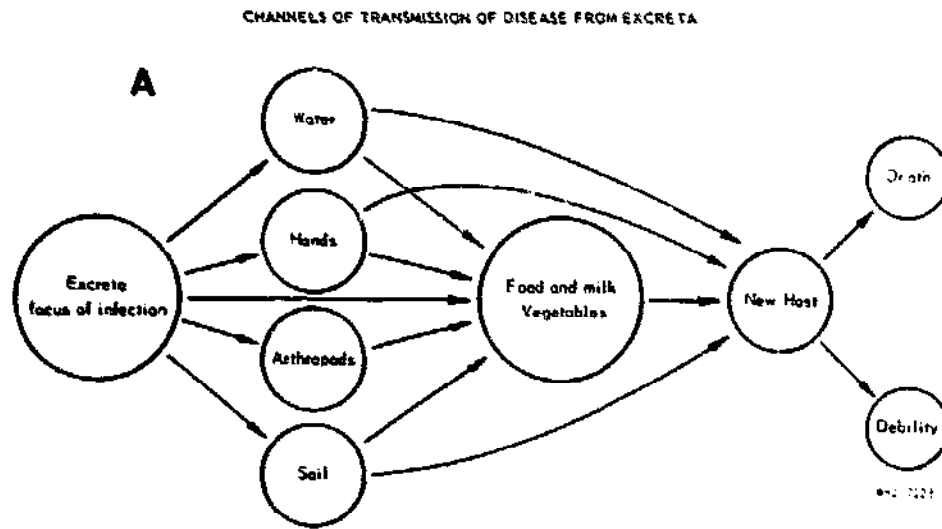 CHANNELS OF TRANSMISSION OF DISEASE FROM EXCRETA
A
Water
Hands
Excreta
focus of infection
Arthropods
Soil
Food and milk
Vegetables
New Host
Death
Debility